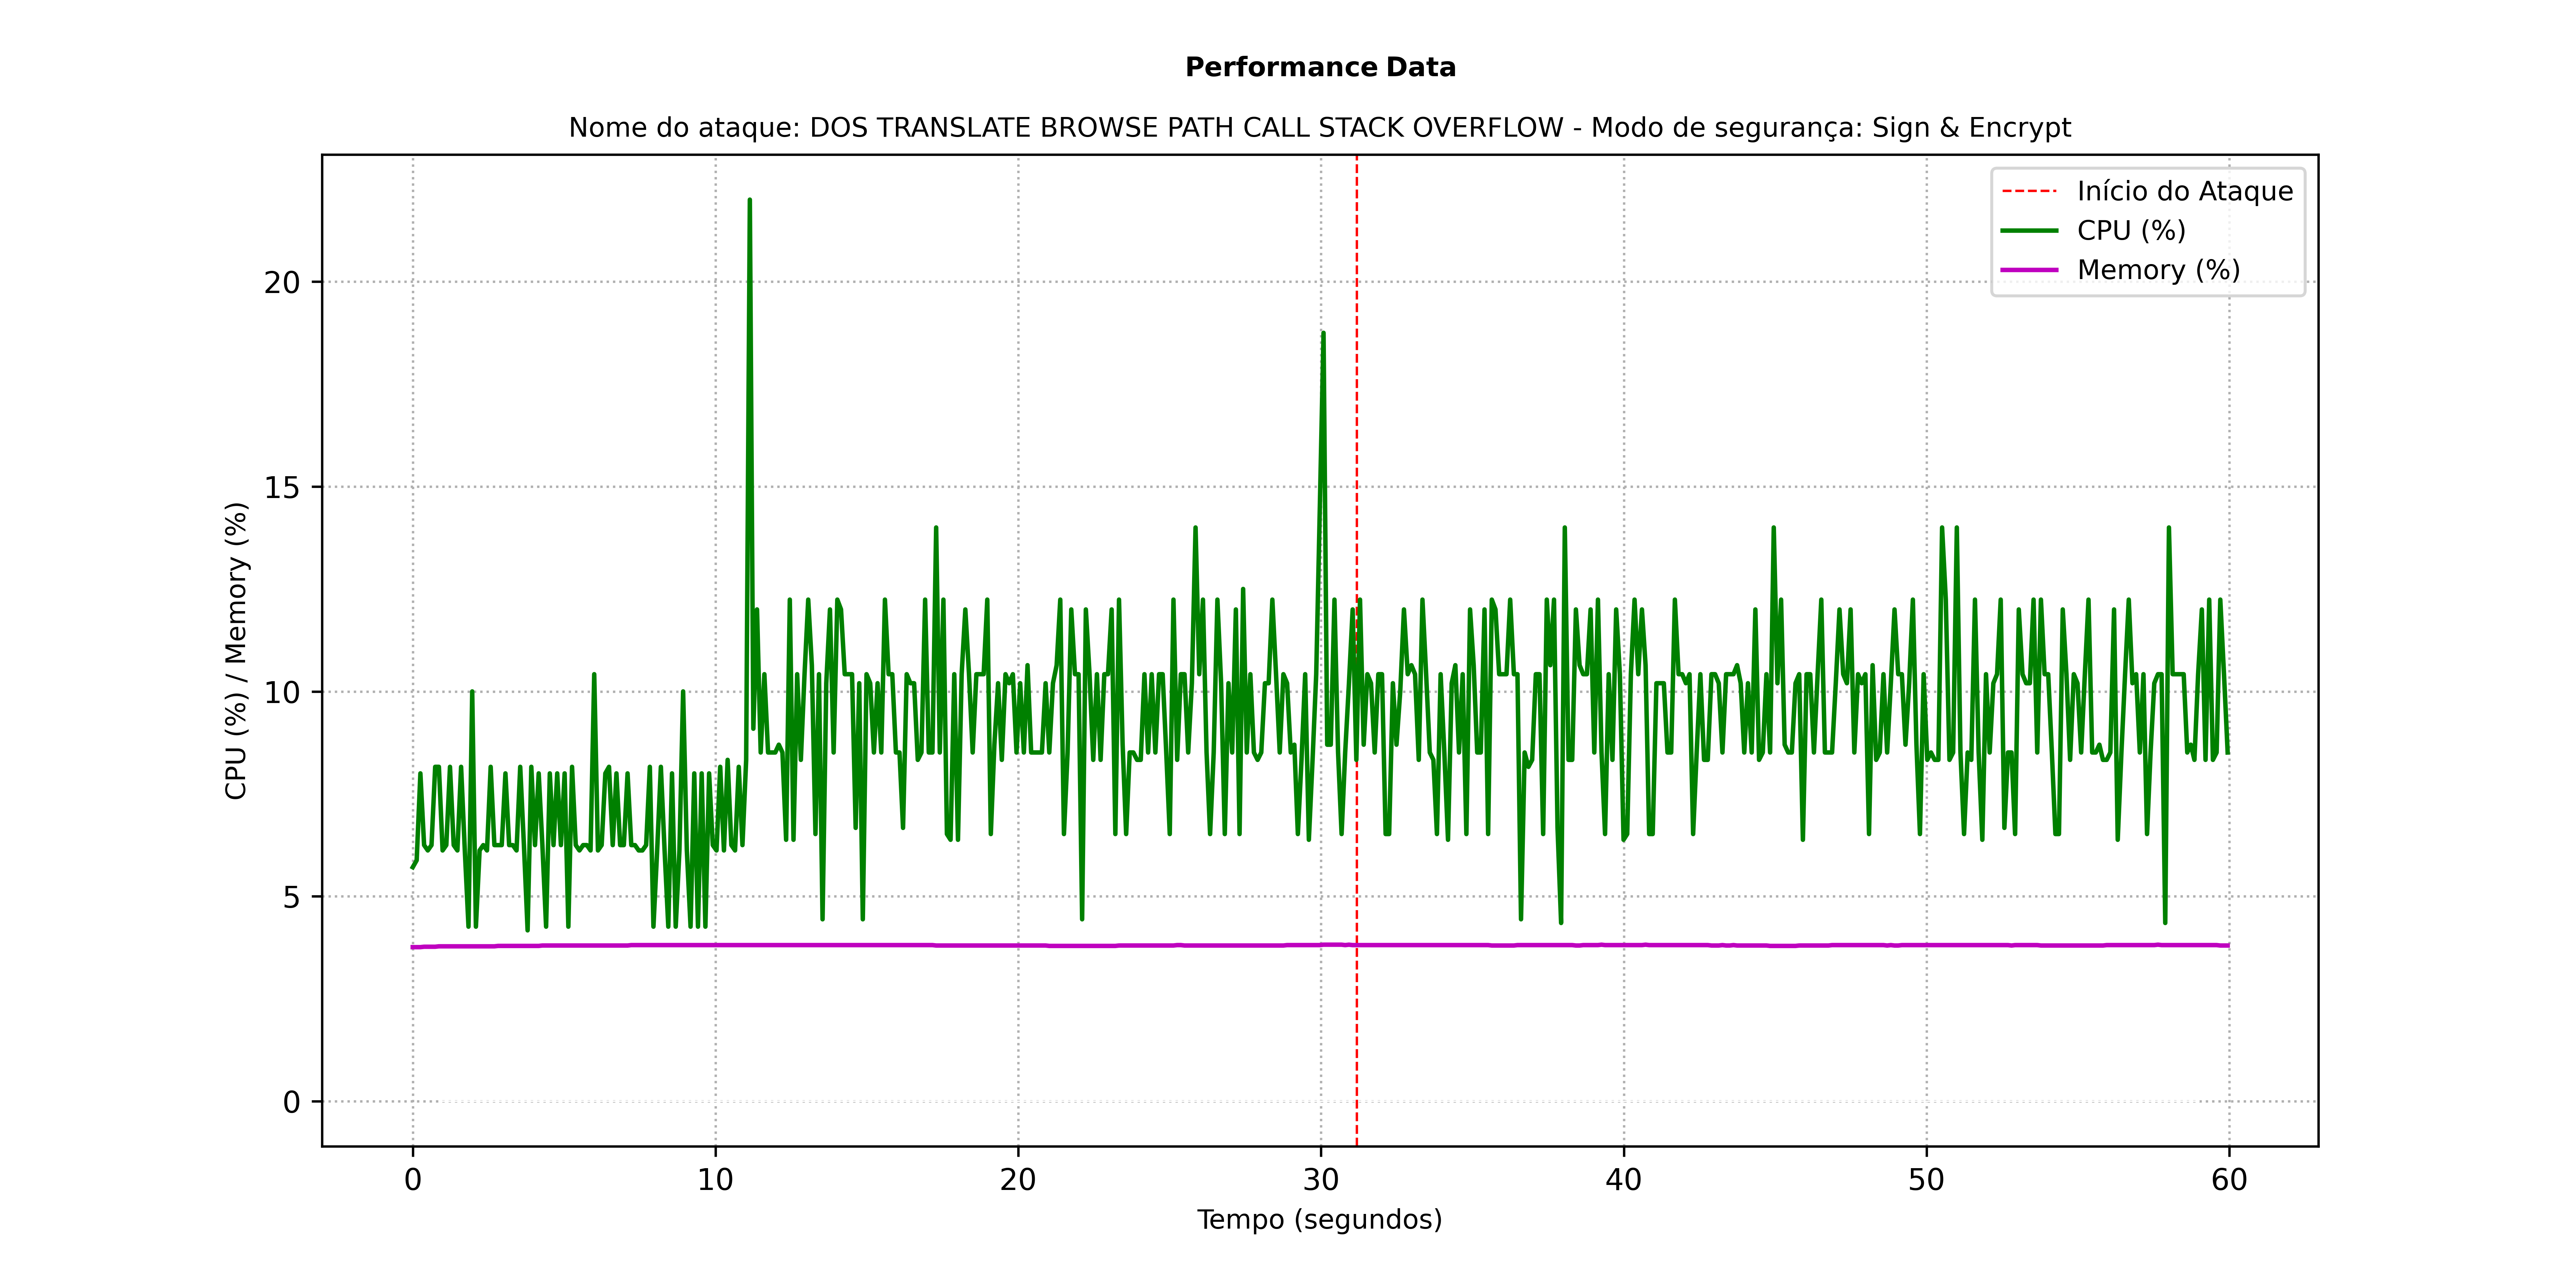 Performance Data
Nome do ataque: DOS TRANSLATE BROWSE PATH CALL STACK OVERFLOW - Modo de segurança: Sign & Encrypt
Início do Ataque
CPU (%)
Memory (%)
CPU (%) / Memory (%)
20
15
10
5
0
0 10 20 30 40 50 60
Tempo (segundos)